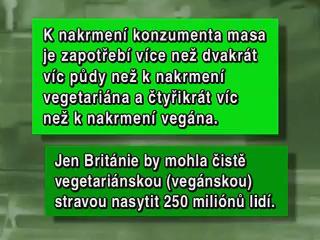 K nakrmení konzumenta masa
je zapotřebí více než dvakrát
víc půdy než k nakrmení
vegetariána a čtyřikrát víc
než k nakrmení vegána.
Jen Británie by mohla čistě
vegetariánskou (vegánskou)
stravou nasytit 250 miliónů lidí.